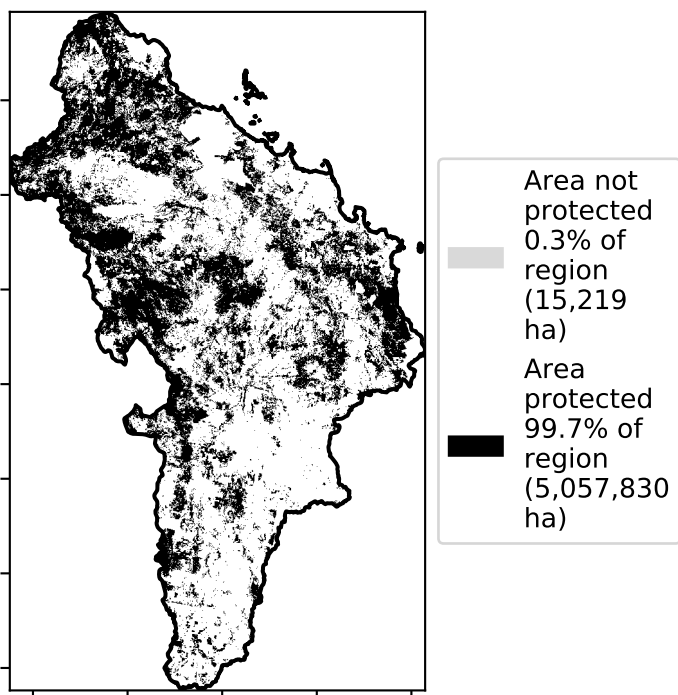 Area not
protected
0.3% of
region
(15,219
ha)
Area
protected
99.7% of
region
(5,057,830
ha)